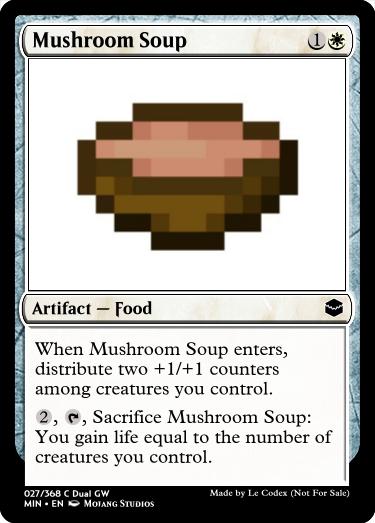 Mushroom Soup 1
Artifact — Food
When Mushroom Soup enters,
distribute two +1/+1 counters
among creatures you control.
2, , Sacrifice Mushroom Soup:
You gain life equal to the number of
creatures you control.
027/368 C Dual GW
MIN • EN Mojang Studios
Made by Le Codex (Not For Sale)